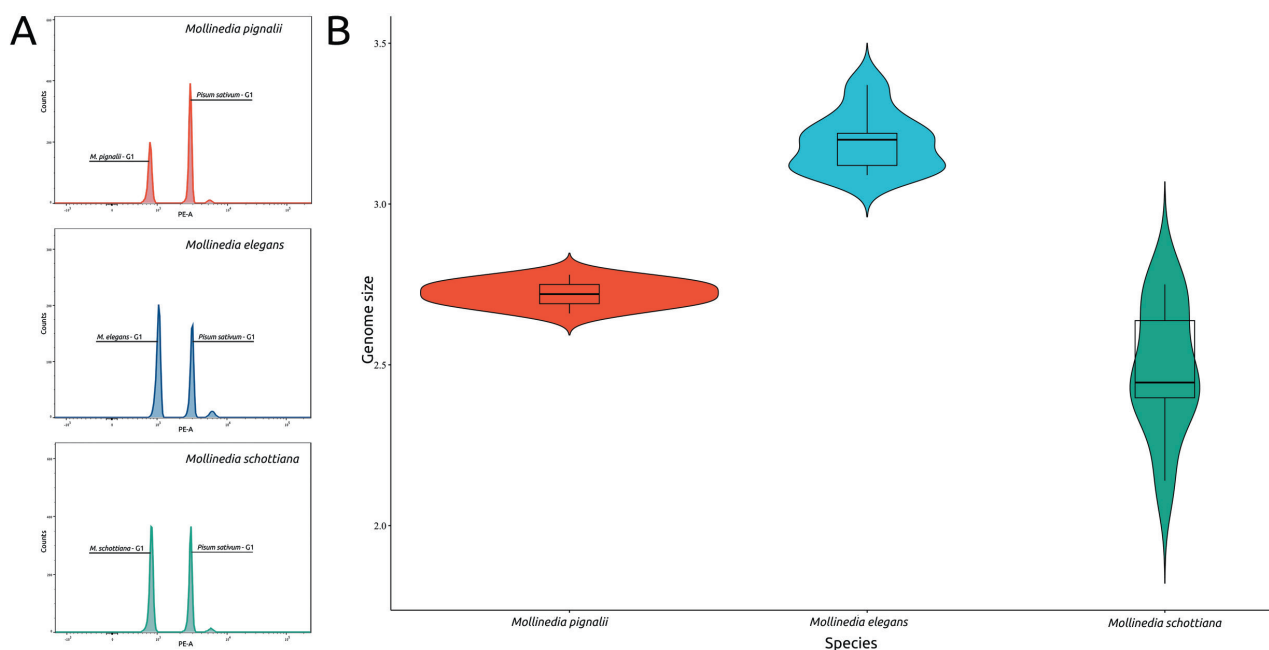 A
Mollinedia pignalii
Counts
Pisum sativum - G1
M. pignalii - G1
PE-A
Mollinedia elegans
Counts
M. elegans - G1
Pisum sativum - G1
PE-A
Mollinedia schottiana
Counts
M. schottiana - G1
Pisum sativum - G1
PE-A
B
3.5
3.0
2.5
2.0
Genome size
Mollinedia pignalii
Mollinedia elegans
Mollinedia schottiana
Species